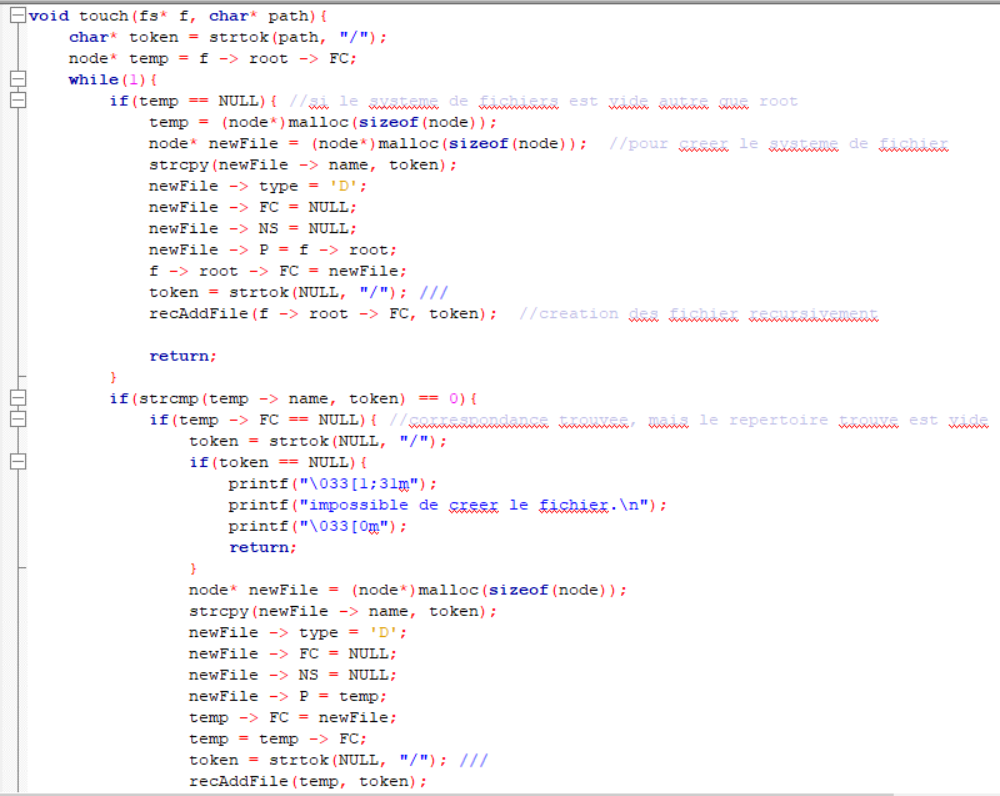 void touch(fs* f, char* path){
char* token = strtok(path, "/");
node* temp = f -> root -> FC;
while(1){
if(temp == NULL){ //si le systeme de fichiers est vide autre que root
temp = (node*)malloc(sizeof(node));
node* newFile = (node*)malloc(sizeof(node)); //pour creer le systeme de fichier
strcpy(newFile -> name, token);
newFile -> type = 'D';
newFile -> FC = NULL;
newFile -> NS = NULL;
newFile -> P = f -> root;
f -> root -> FC = newFile;
token = strtok(NULL, "/"); ///
recAddFile(f -> root -> FC, token); //creation des fichier recursivement
return;
}
if(strcmp(temp -> name, token) == 0){
if(temp -> FC == NULL){ //correspondance trouvee, mais le repertoire trouve est vide
token = strtok(NULL, "/");
if(token == NULL){
printf("\033[1;31m");
printf("impossible de creer le fichier.\n");
printf("\033[0m");
return;
}
node* newFile = (node*)malloc(sizeof(node));
strcpy(newFile -> name, token);
newFile -> type = 'D';
newFile -> FC = NULL;
newFile -> NS = NULL;
newFile -> P = temp;
temp -> FC = newFile;
temp = temp -> FC;
token = strtok(NULL, "/"); ///
recAddFile(temp, token);